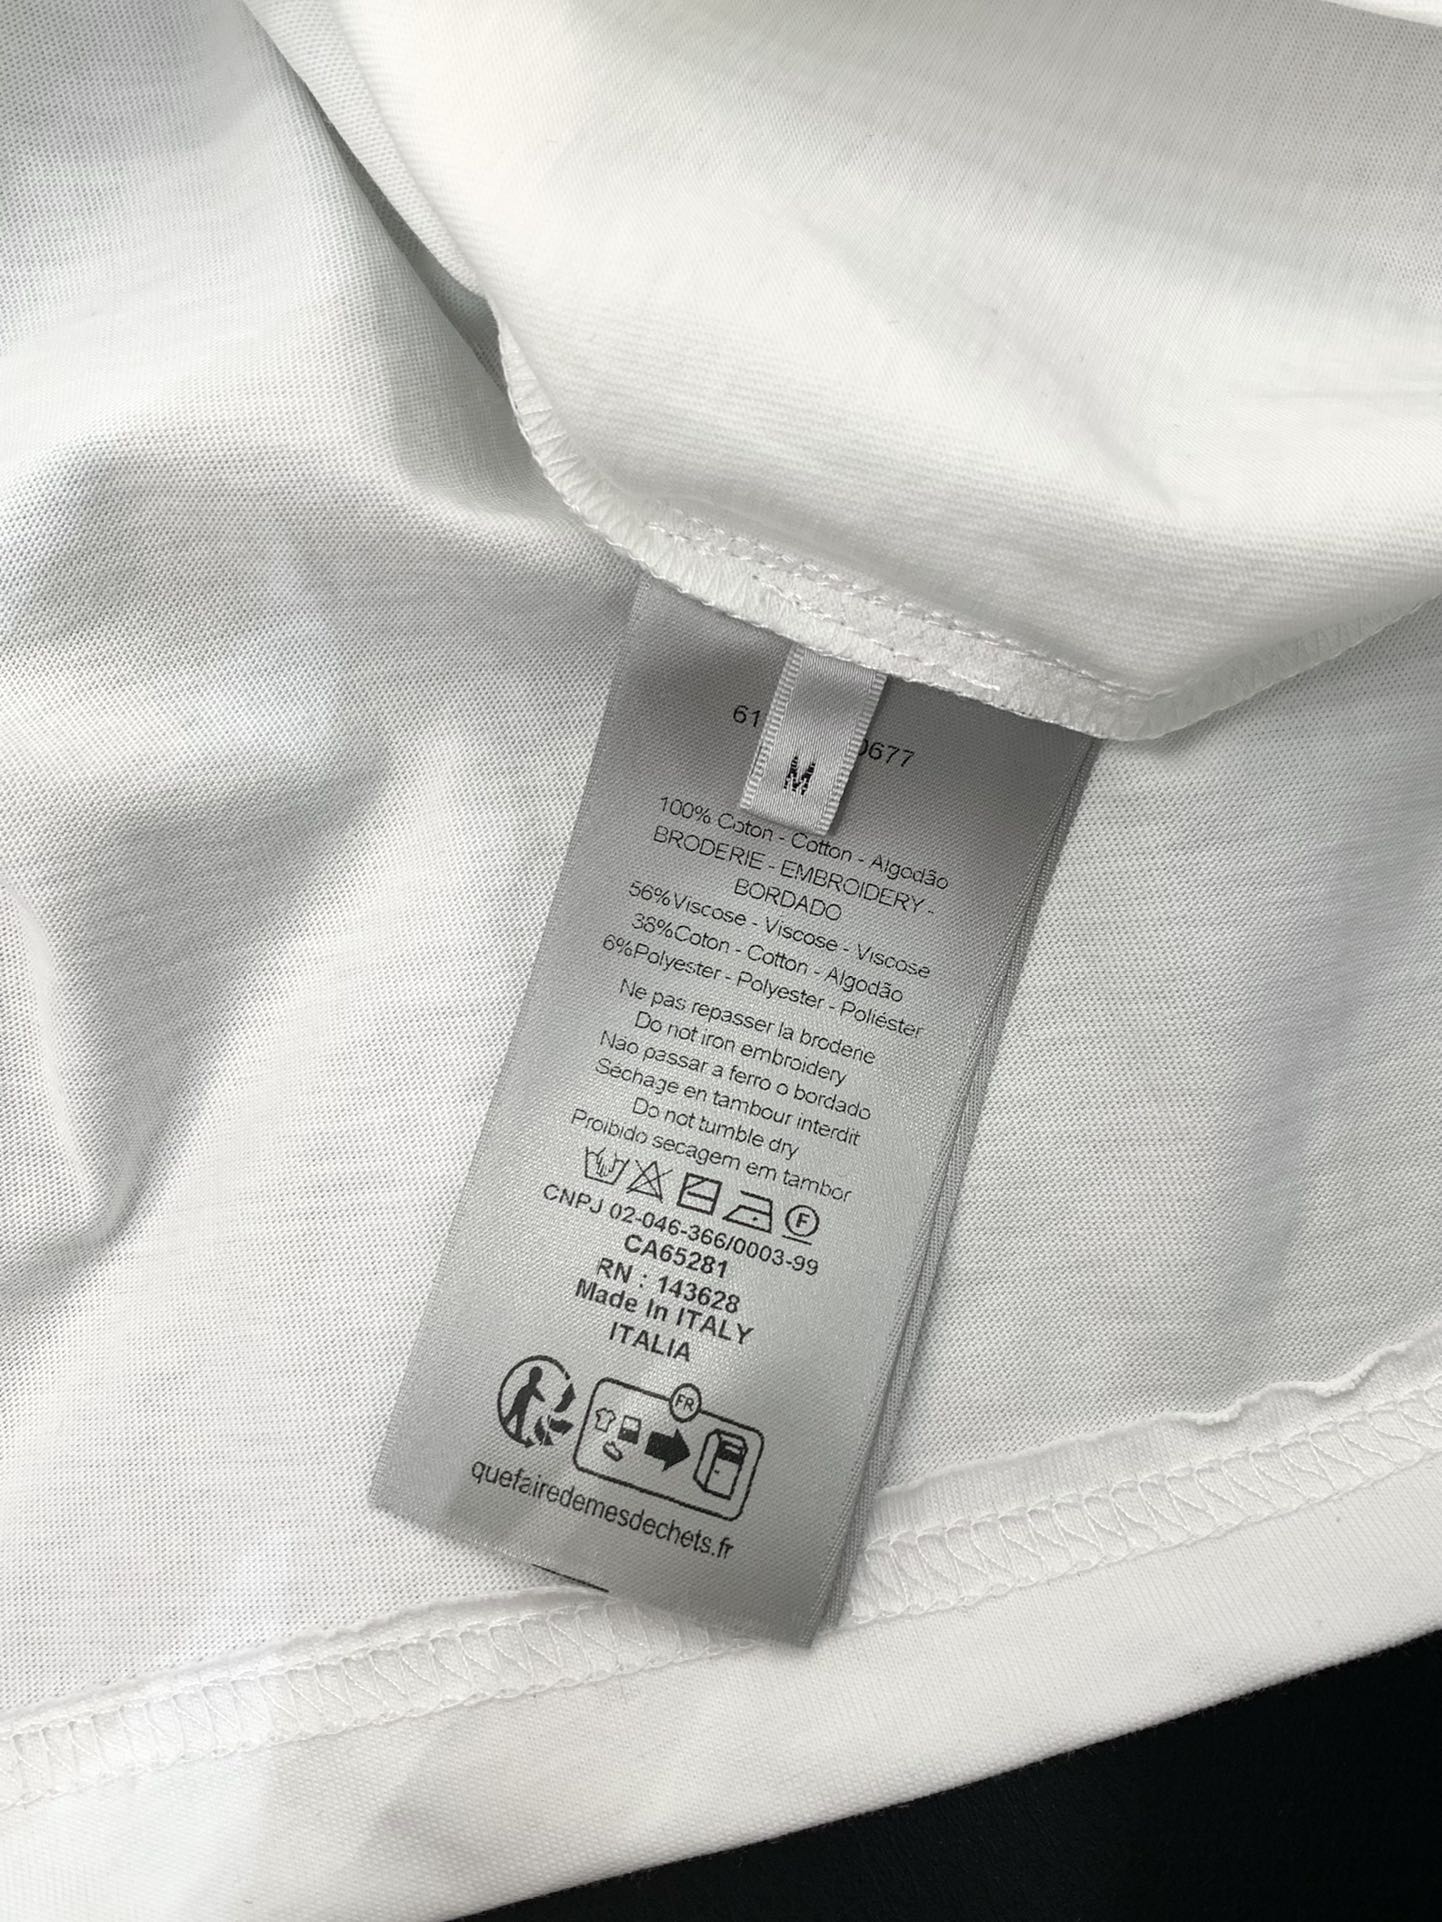 61
0677
M
100% Coton - Cotton - Algodão
BRODERIE - EMBROIDERY -
BORDADO
56%Viscose - Viscose - Viscose
38%Coton - Cotton - Algodão
6%Polyester - Polyester - Poliéster
Ne pas repasser la broderie
Do not iron embroidery
Não passar a ferro o bordado
Séchage en tambour interdit
Do not tumble dry
Proibido secagem em tambor
F
CNPJ 02-046-366/0003-99
CA65281
RN : 143628
Made In ITALY
ITALIA
FR
quefairedemesdechets.fr